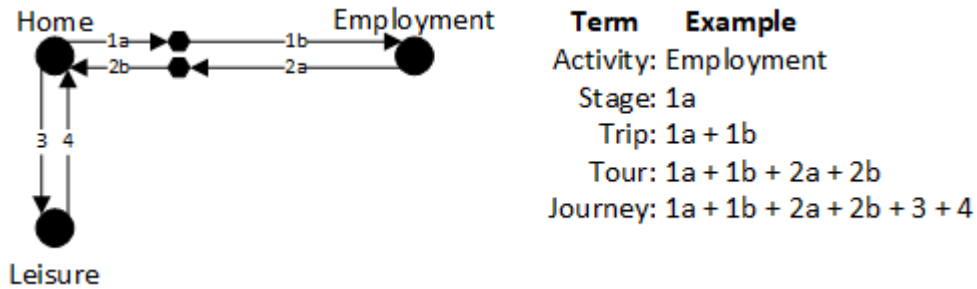 Home
Employment
1a
1b
2b
2a
3 4
Leisure
Term Example
Activity: Employment
Stage: 1a
Trip: 1a + 1b
Tour: 1a + 1b + 2a + 2b
Journey: 1a + 1b + 2a + 2b + 3 + 4